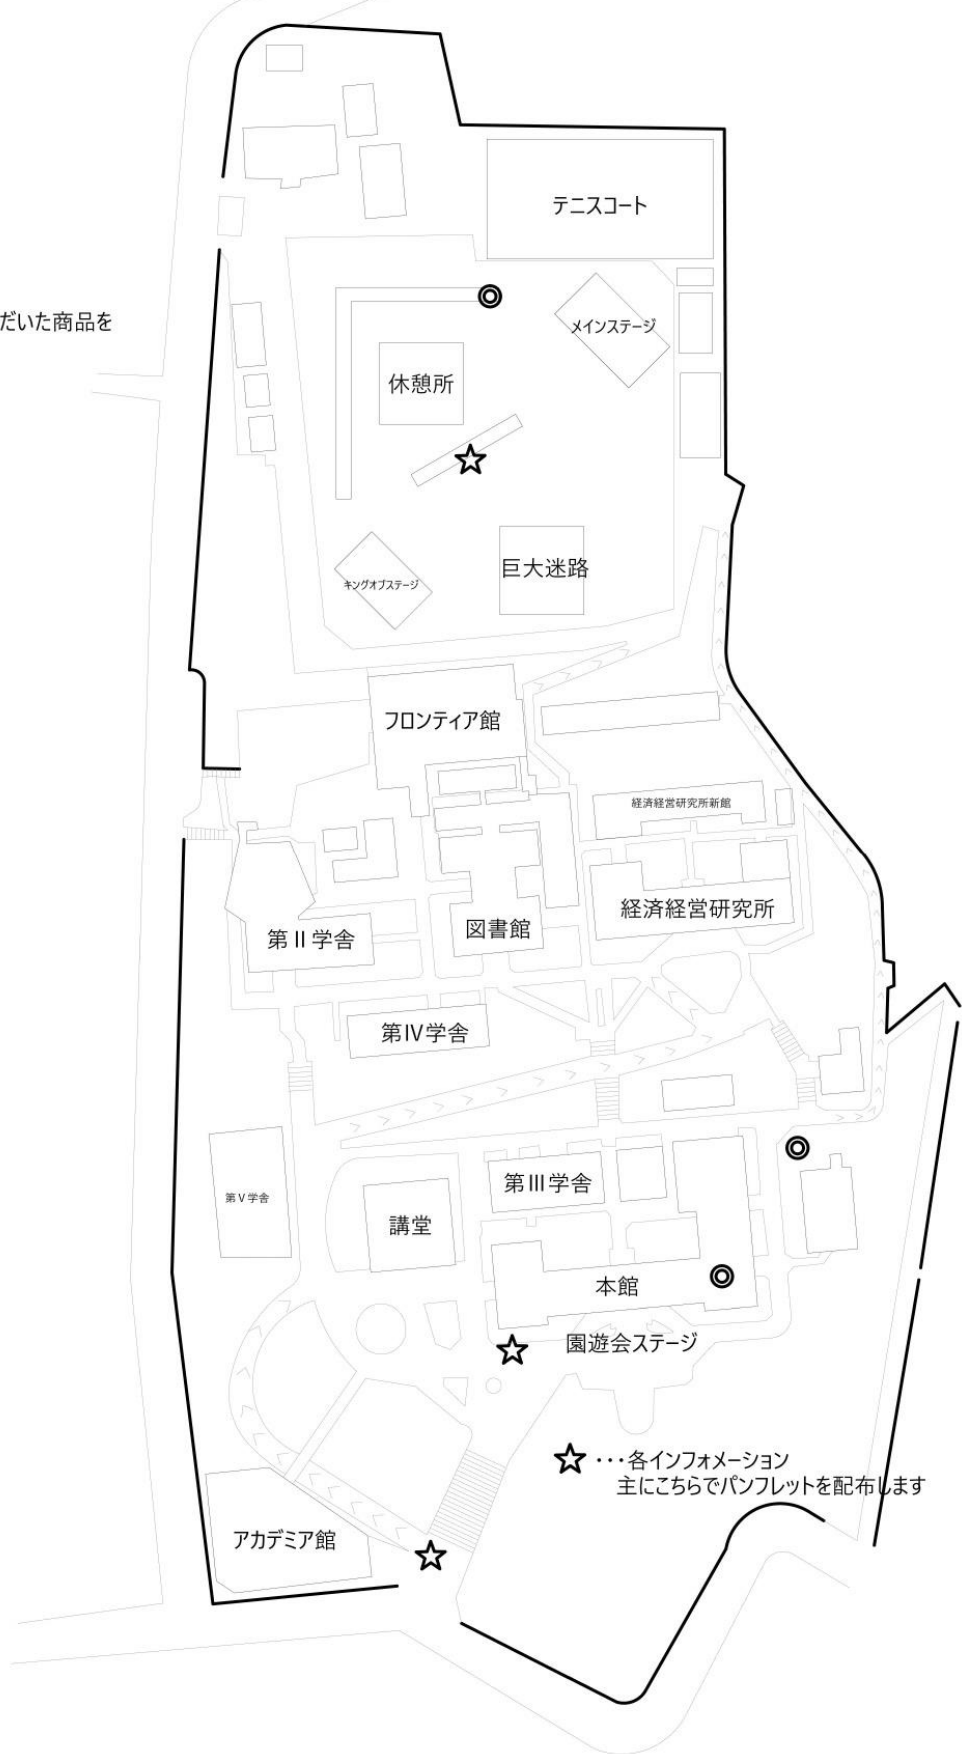 テニスコート
だいた商品を
メインステージ
休憩所
巨大迷路
キングオブステージ
フロンティア館
経済経営研究所新館
経済経営研究所
図書館
第Ⅱ学舎
第Ⅳ学舎
第Ⅴ学舎
第Ⅲ学舎
講堂
本館
園遊会ステージ
☆・・・各インフォメーション
主にこちらでパンフレットを配布します
アカデミア館